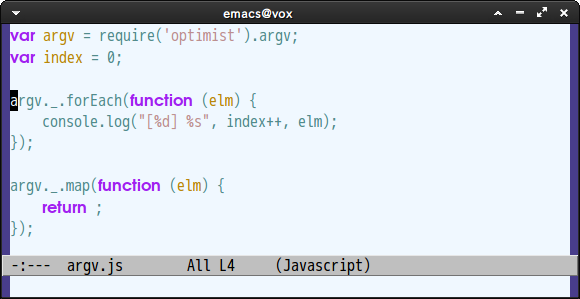 emacs@vox
var argv = require('optimist').argv;
var index = 0;
argv._.forEach(function (elm) {
    console.log("[%d] %s", index++, elm);
});
argv._.map(function (elm) {
    return ;
});
-:---  argv.js        All L4     (Javascript)